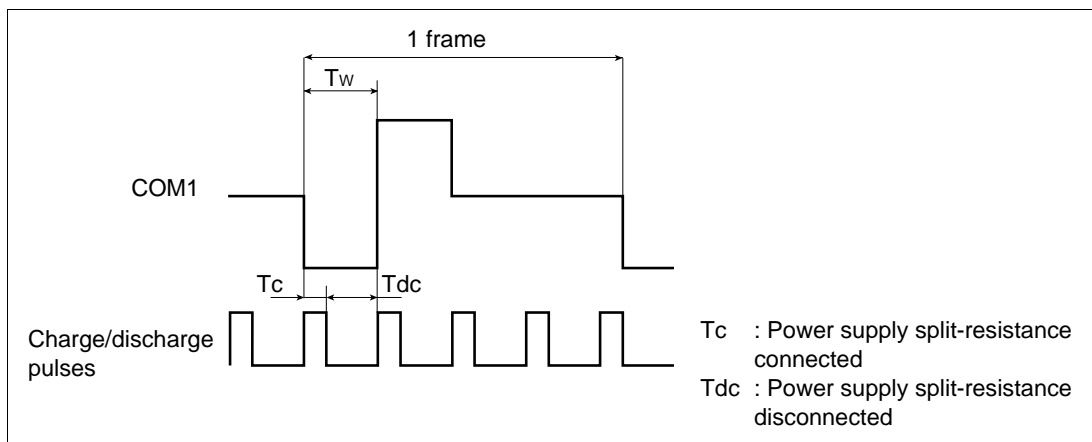 1 frame
Tw
COM1
Tc
Tdc
Charge/discharge
pulses
Tc : Power supply split-resistance
connected
Tdc : Power supply split-resistance
disconnected